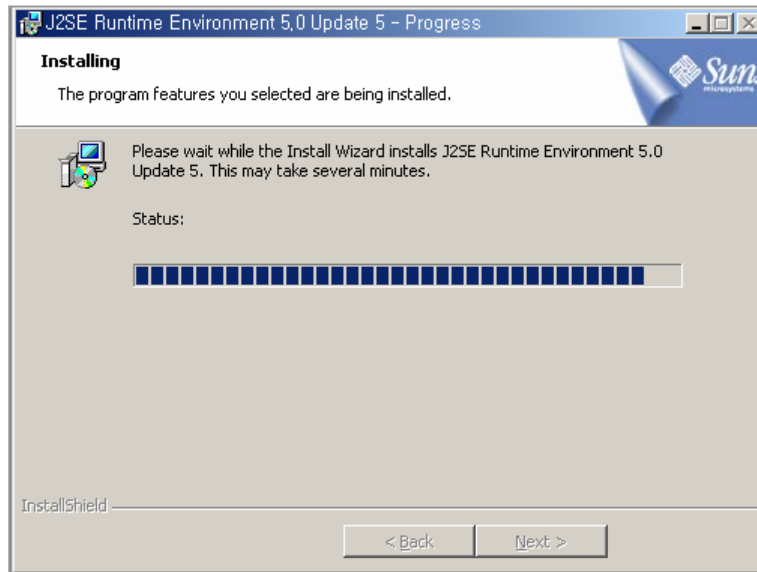 J2SE Runtime Environment 5.0 Update 5 - Progress
Installing
The program features you selected are being installed.
Sun
microsystems
Please wait while the Install Wizard installs J2SE Runtime Environment 5.0
Update 5. This may take several minutes.
Status:
InstallShield
< Back
Next >